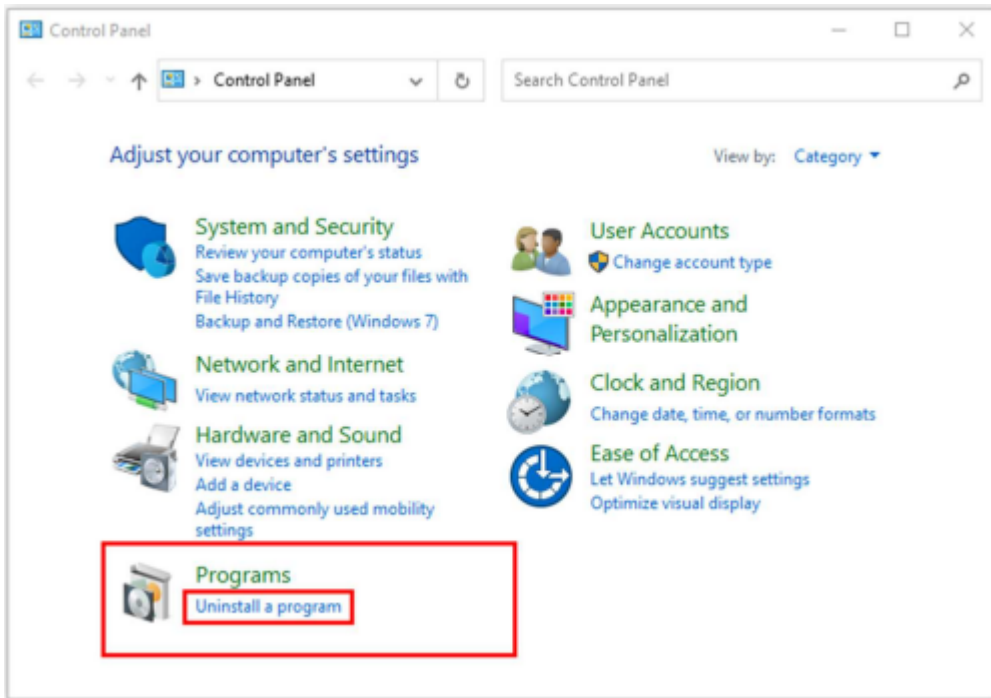 Control Panel
Control Panel
Search Control Panel
Adjust your computer's settings
View by: Category
System and Security
Review your computer's status
Save backup copies of your files with
File History
Backup and Restore (Windows 7)
Network and Internet
View network status and tasks
Hardware and Sound
View devices and printers
Add a device
Adjust commonly used mobility
settings
Programs
Uninstall a program
User Accounts
Change account type
Appearance and
Personalization
Clock and Region
Change date, time, or number formats
Ease of Access
Let Windows suggest settings
Optimize visual display